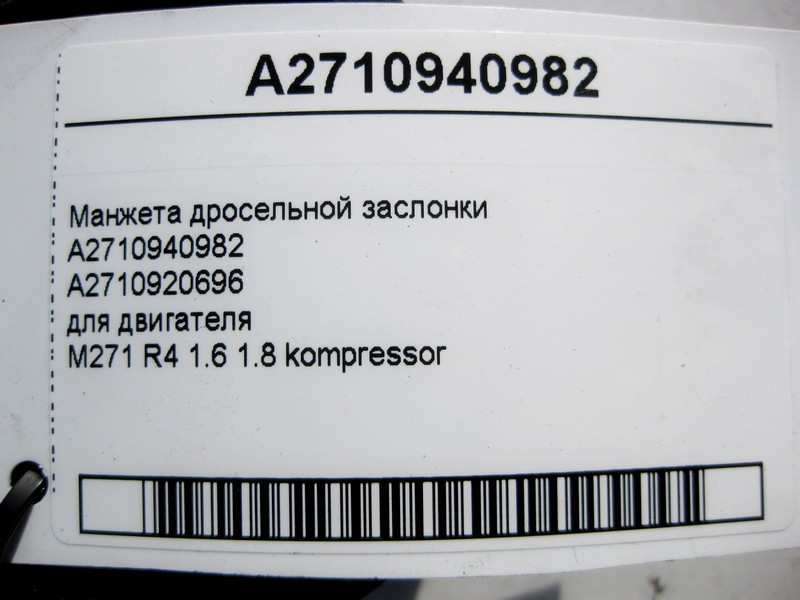 A2710940982
Манжета дросельной заслонки
A2710940982
A2710920696
для двигателя
M271 R4 1.6 1.8 kompressor